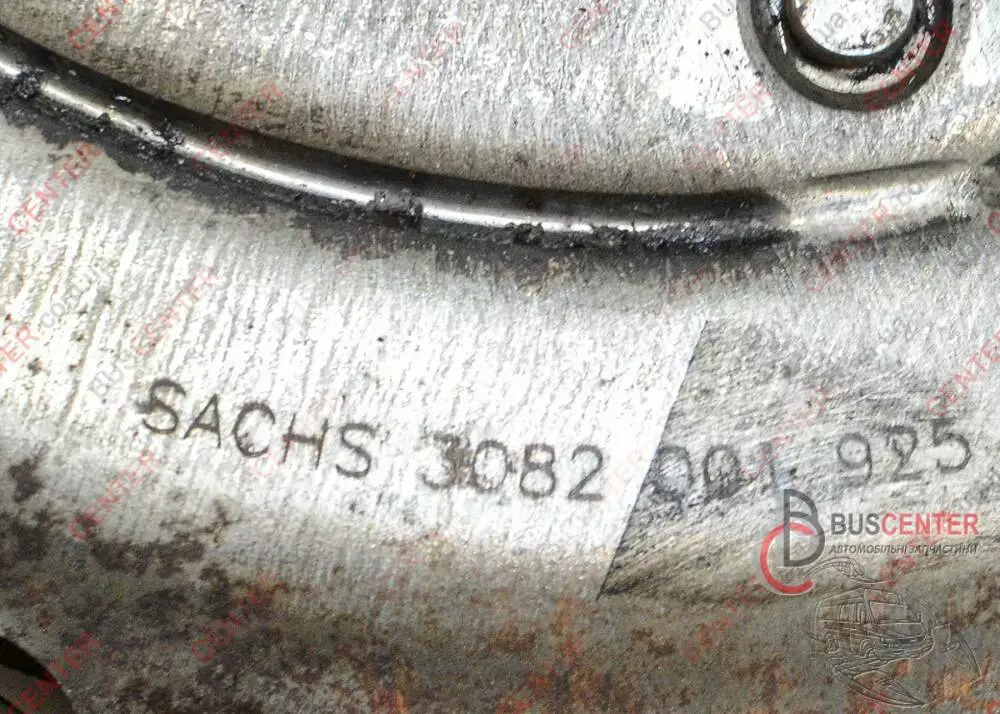 SACHS 3082 001 925
BUSCENTER
АВТОМОБІЛЬНІ ЗАПЧАСТИНИ